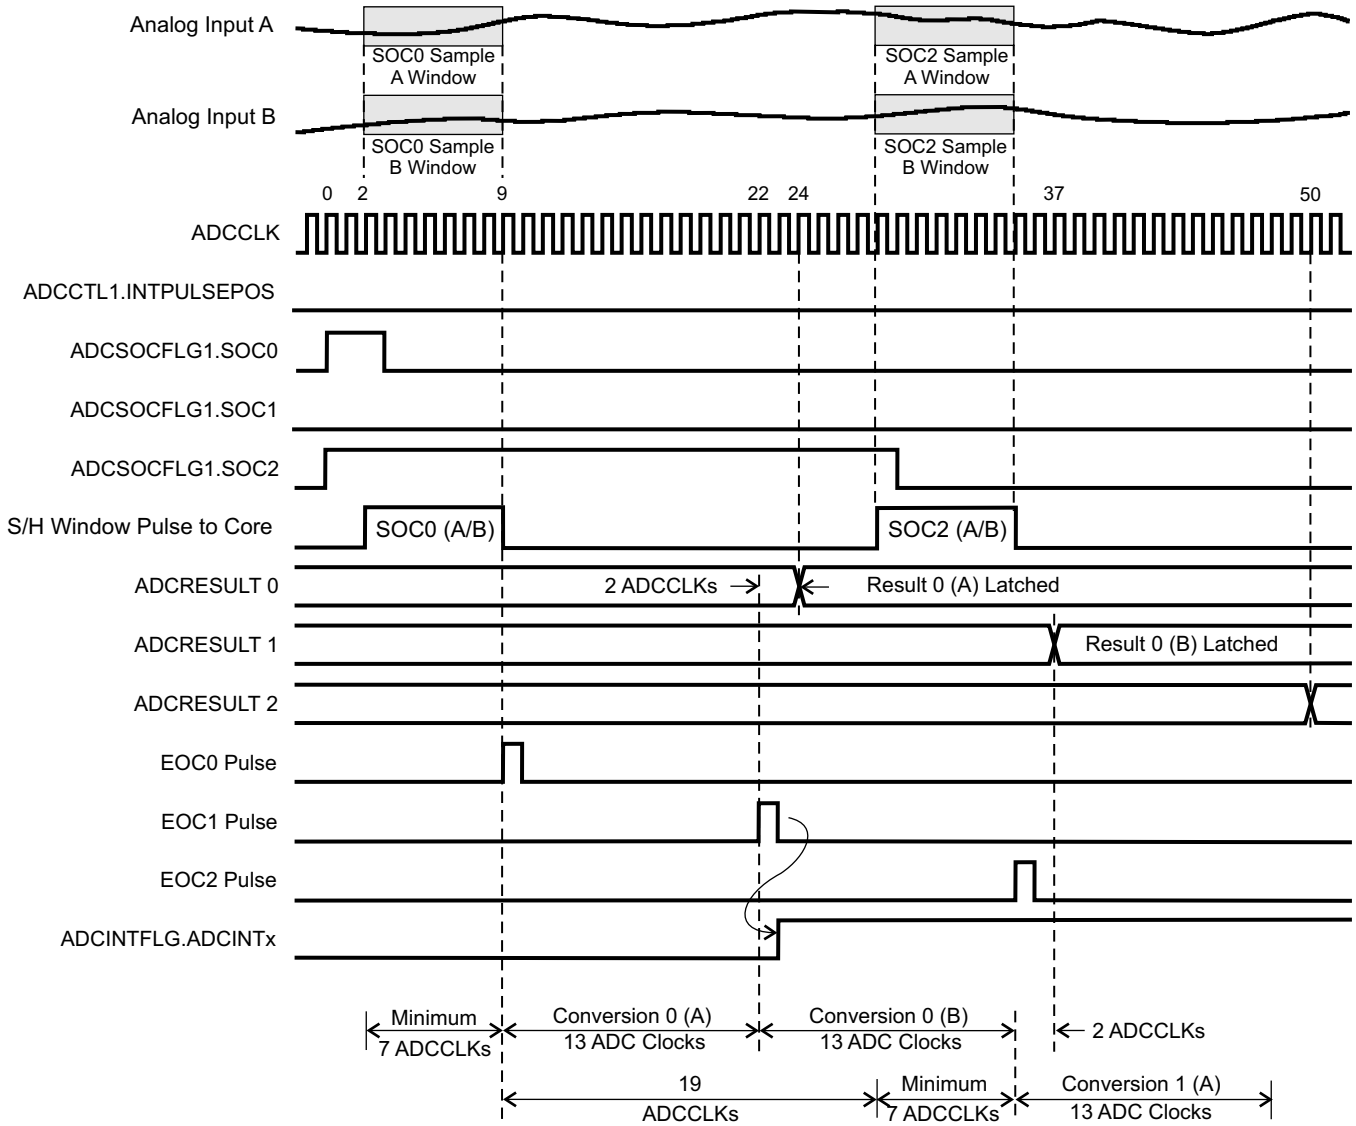 Analog Input A
SOC0 Sample
A Window
SOC2 Sample
A Window
Analog Input B
SOC0 Sample
B Window
SOC2 Sample
B Window
0 2 9 22 24 37 50
ADCCLK
ADCCTL1.INTPULSEPOS
ADCSOCFLG1.SOC0
ADCSOCFLG1.SOC1
ADCSOCFLG1.SOC2
S/H Window Pulse to Core
SOC0 (A/B)
SOC2 (A/B)
ADCRESULT 0
2 ADCCLKs
Result 0 (A) Latched
ADCRESULT 1
Result 0 (B) Latched
ADCRESULT 2
EOC0 Pulse
EOC1 Pulse
EOC2 Pulse
ADCINTFLG.ADCINTx
Minimum
7 ADCCLKs
Conversion 0 (A)
13 ADC Clocks
Conversion 0 (B)
13 ADC Clocks
2 ADCCLKs
19
ADCCLKs
Minimum
7 ADCCLKs
Conversion 1 (A)
13 ADC Clocks